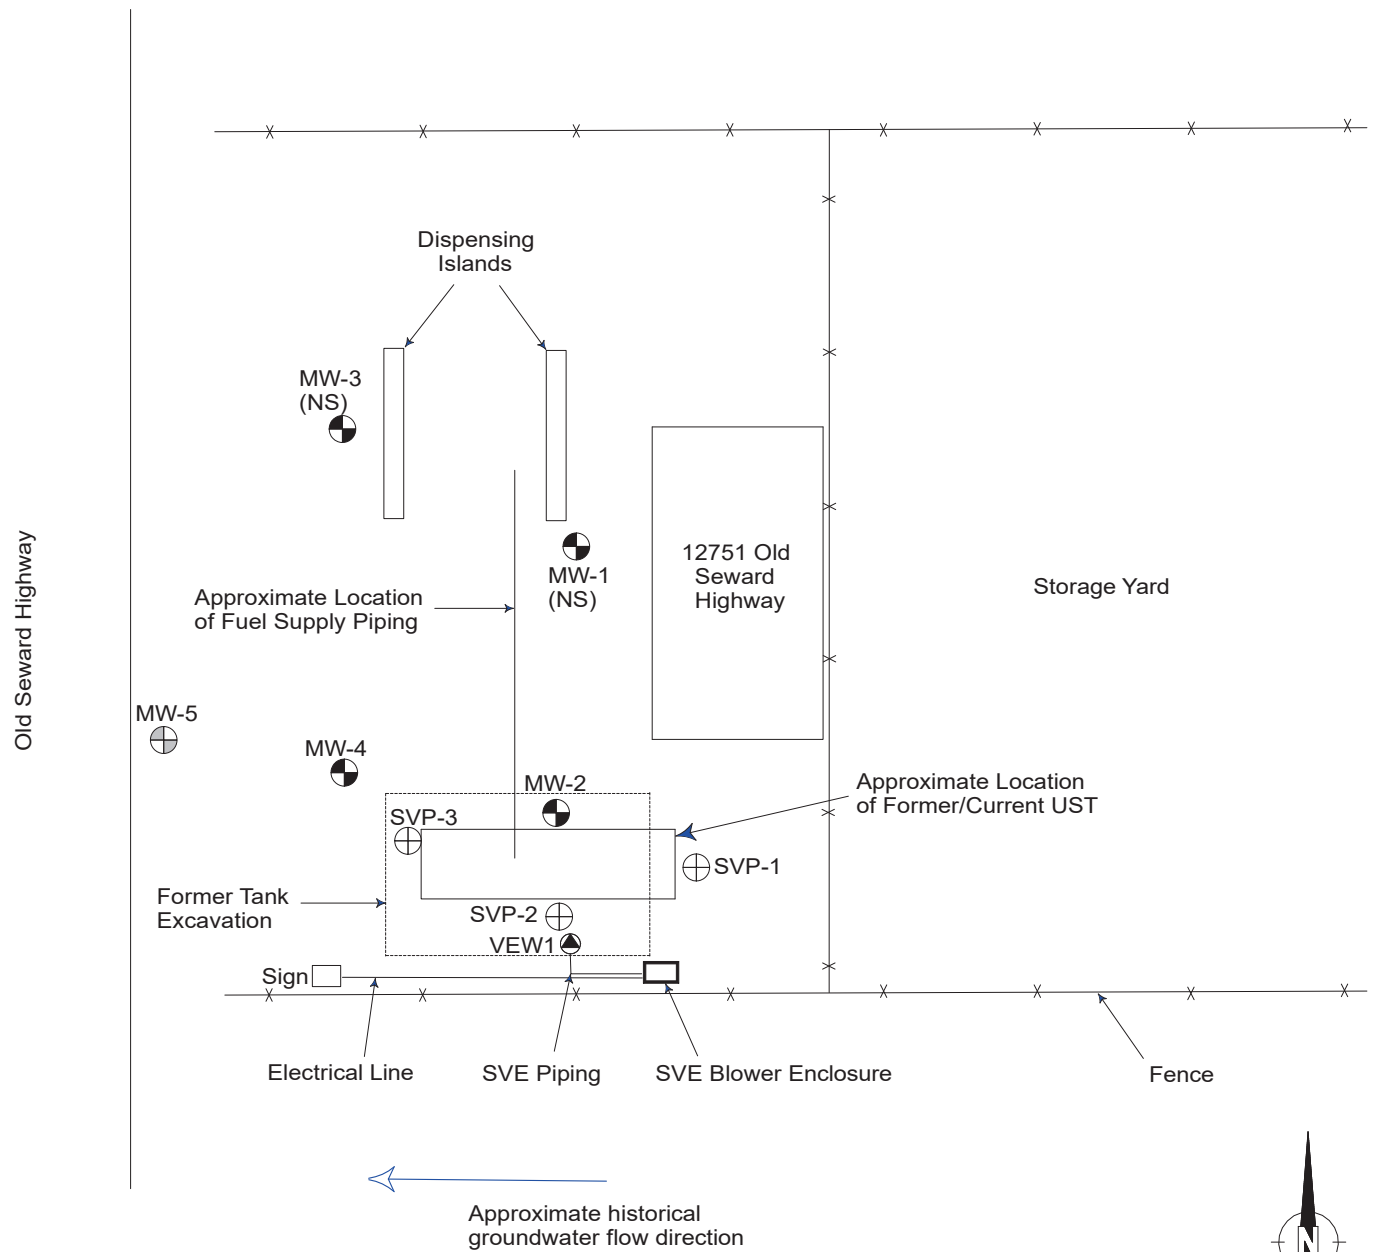 Dispensing
Islands
MW-3
(NS)
12751 Old
Seward
Highway
MW-1
(NS)
Storage Yard
Approximate Location
of Fuel Supply Piping
Old Seward Highway
MW-5
MW-4
MW-2
Approximate Location
of Former/Current UST
SVP-3
SVP-1
Former Tank
Excavation
SVP-2
VEW1
Sign
Electrical Line
SVE Piping
SVE Blower Enclosure
Fence
Approximate historical
groundwater flow direction
N